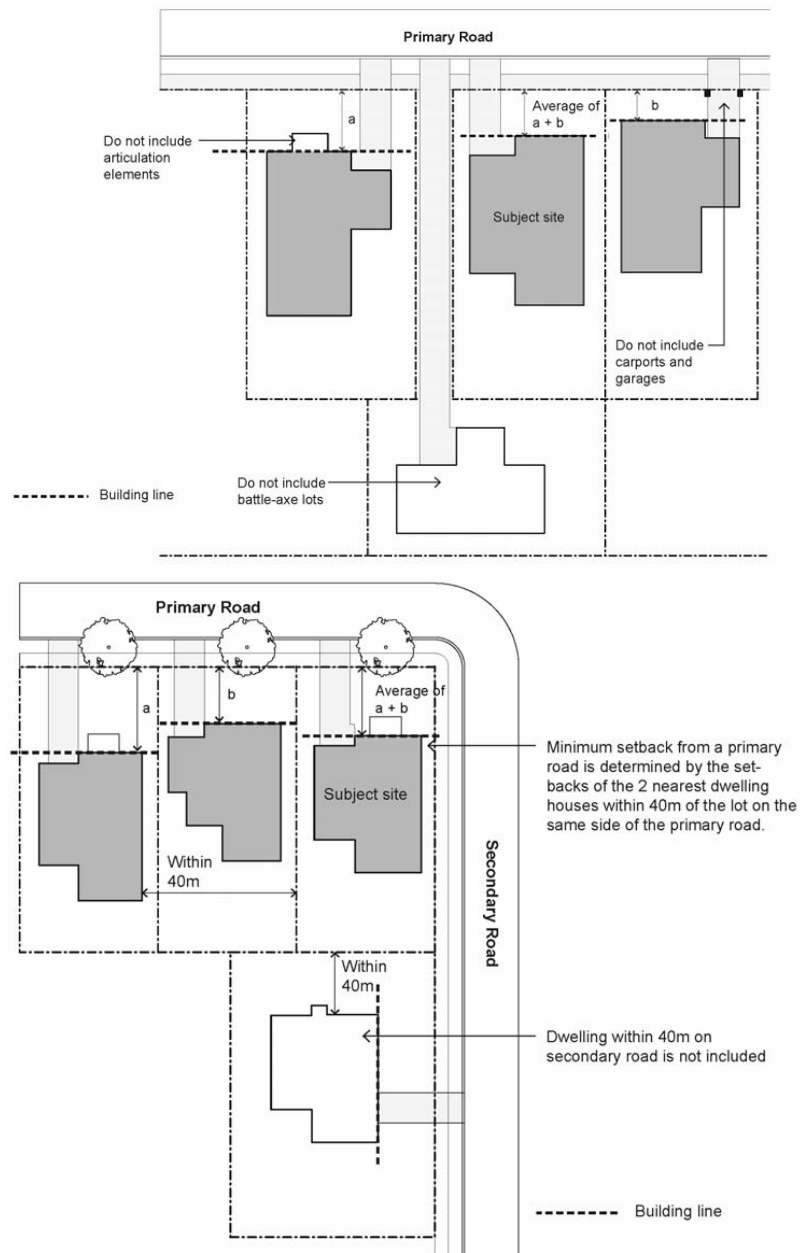 Primary Road
a
Average of
a + b
b
Do not include
articulation
elements
Subject site
Do not include
carports and
garages
Do not include
battle-axe lots
Building line
Primary Road
a
b
Average of
a + b
Minimum setback from a primary
road is determined by the set-
backs of the 2 nearest dwelling
houses within 40m of the lot on the
same side of the primary road.
Subject site
Within
40m
Secondary Road
Within
40m
Dwelling within 40m on
secondary road is not included
Building line